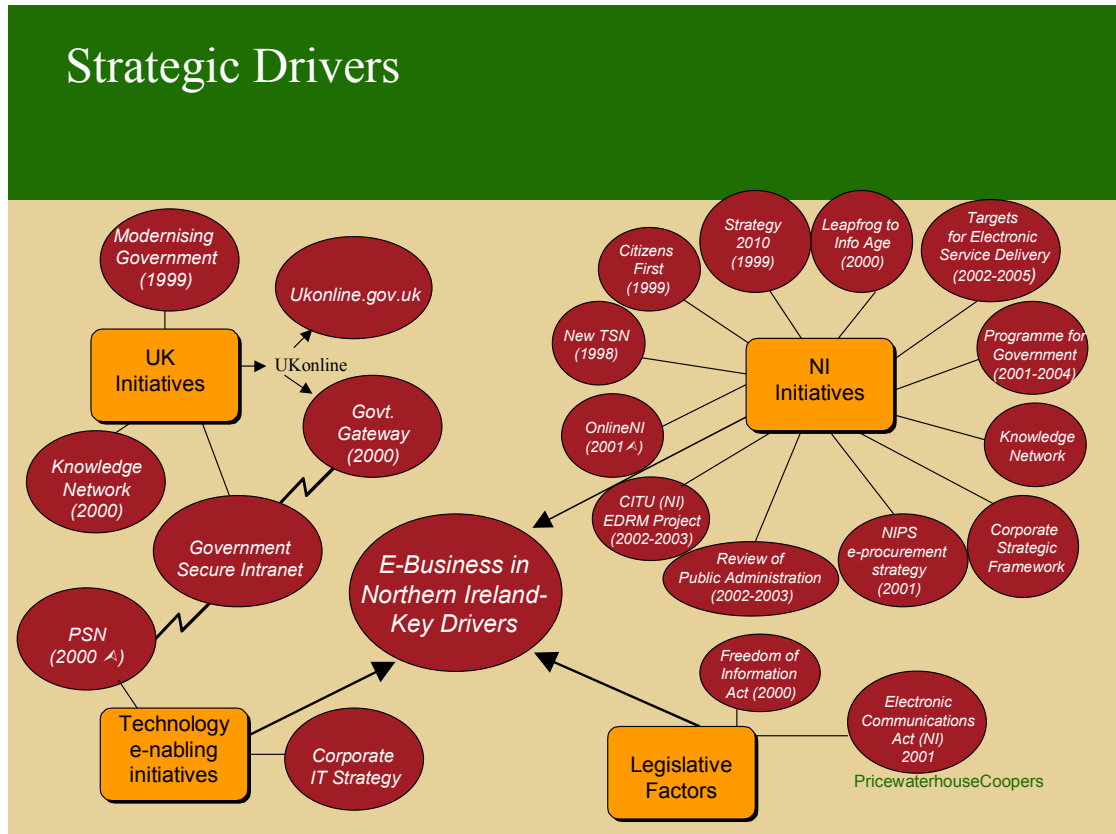 Strategic Drivers
Modernising
Government
(1999)
Ukonline.gov.uk
UK
Initiatives
UKonline
Govt.
Gateway
(2000)
Knowledge
Network
(2000)
Government
Secure Intranet
PSN
(2000 )
Technology
e-nabling
initiatives
Corporate
IT Strategy
E-Business in
Northern Ireland-
Key Drivers
Citizens
First
(1999)
Strategy
2010
(1999)
Leapfrog to
Info Age
(2000)
Targets
for Electronic
Service Delivery
(2002-2005)
New TSN
(1998)
NI
Initiatives
Programme for
Government
(2001-2004)
OnlineNI
(2001 )
Knowledge
Network
CITU (NI)
EDRM Project
(2002-2003)
Review of
Public Administration
(2002-2003)
NIPS
e-procurement
strategy
(2001)
Corporate
Strategic
Framework
Freedom of
Information
Act (2000)
Electronic
Communications
Act (NI)
2001
Legislative
Factors
PricewaterhouseCoopers